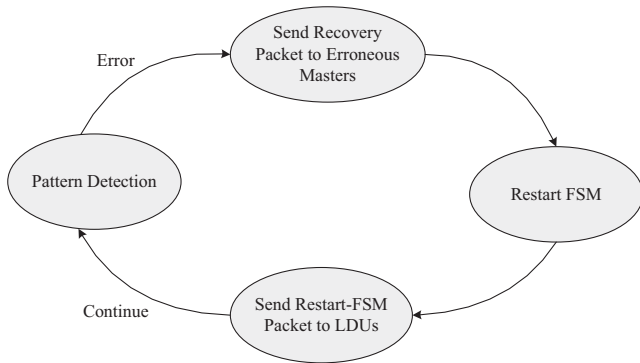 Send Recovery
Packet to Erroneous
Masters
Error
Pattern Detection
Restart FSM
Continue
Send Restart-FSM
Packet to LDUs